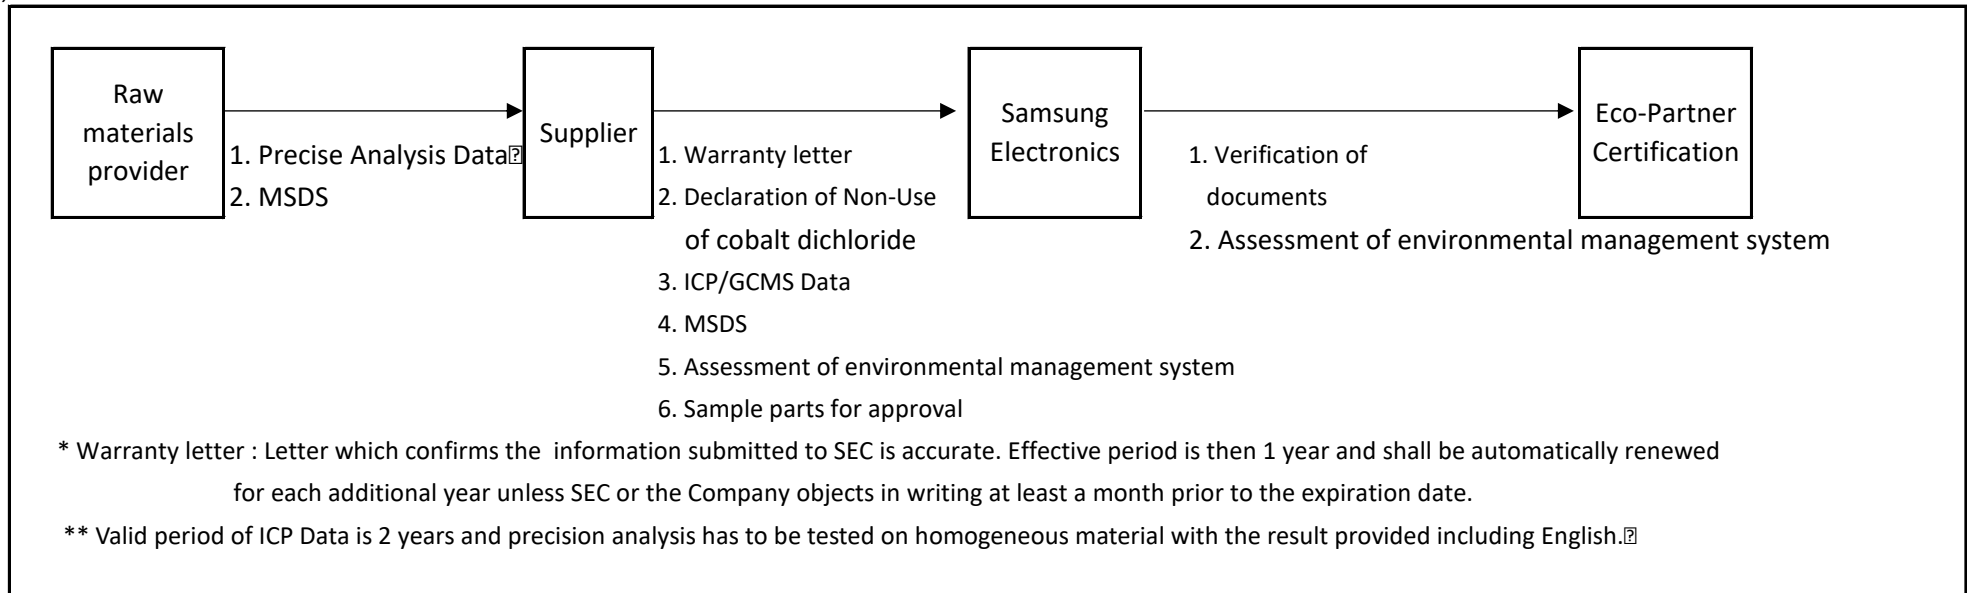 Raw
materials
provider
1. Precise Analysis Data
2. MSDS
Supplier
1. Warranty letter
2. Declaration of Non-Use
of cobalt dichloride
3. ICP/GCMS Data
4. MSDS
5. Assessment of environmental management system
6. Sample parts for approval
Samsung
Electronics
1. Verification of
documents
2. Assessment of environmental management system
Eco-Partner
Certification
* Warranty letter : Letter which confirms the information submitted to SEC is accurate. Effective period is then 1 year and shall be automatically renewed
for each additional year unless SEC or the Company objects in writing at least a month prior to the expiration date.
** Valid period of ICP Data is 2 years and precision analysis has to be tested on homogeneous material with the result provided including English.